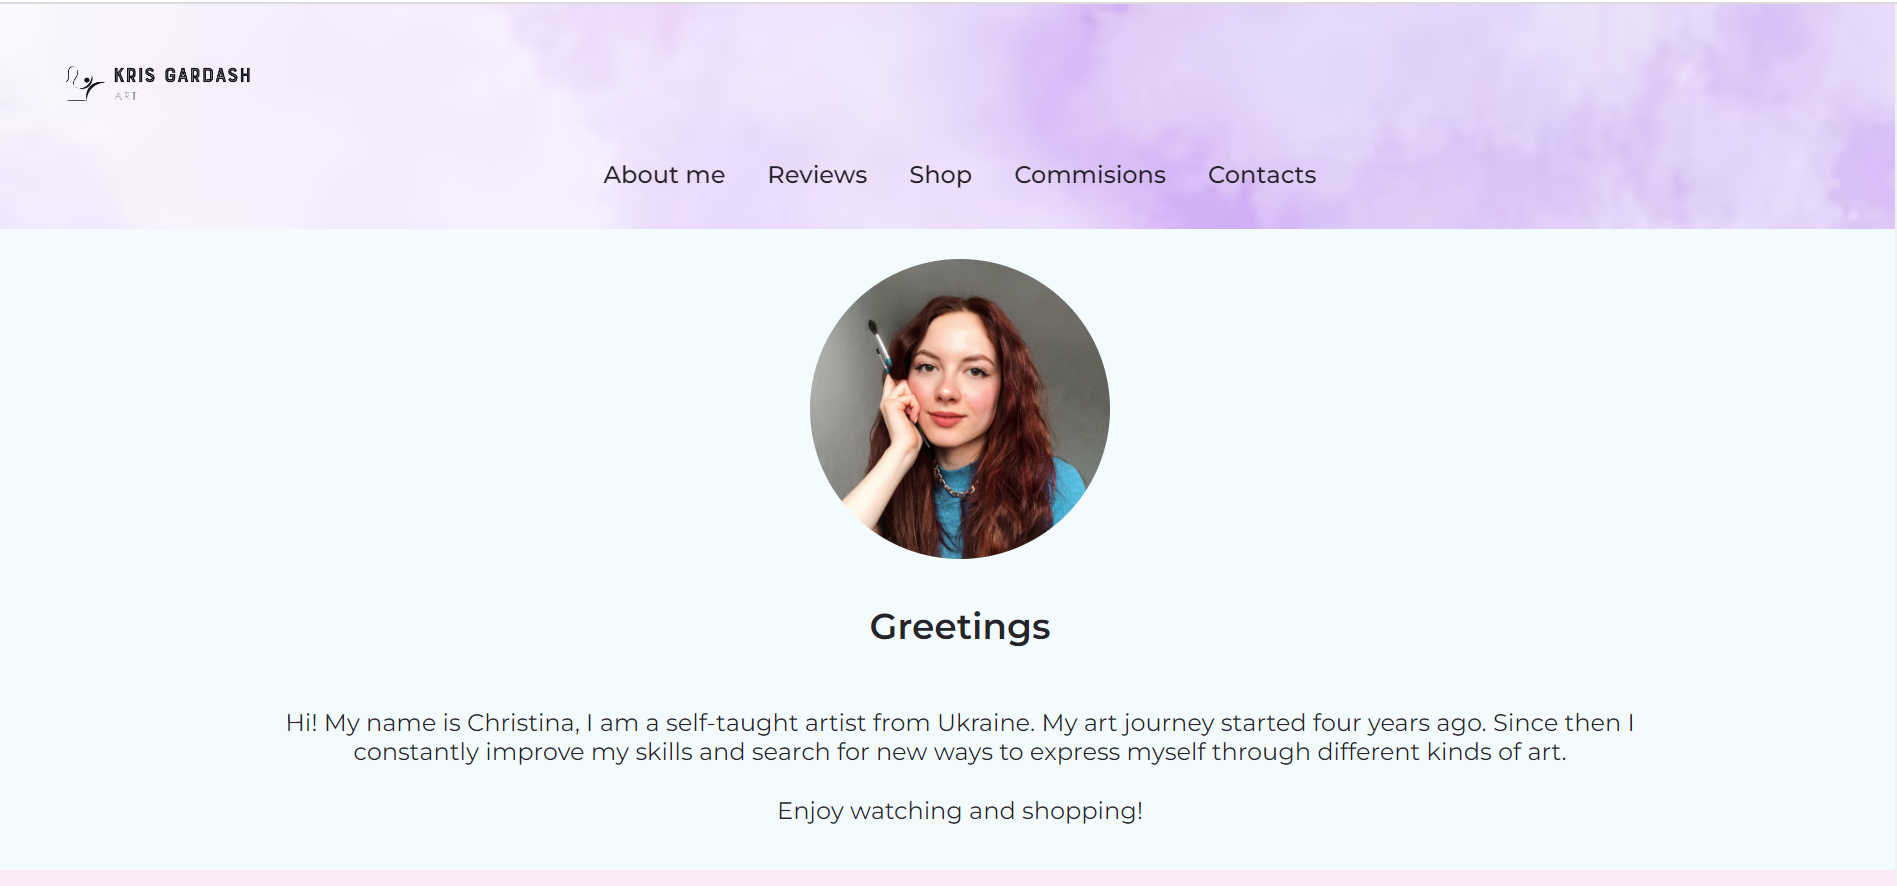 KRIS GARDASH
ART
About me Reviews Shop Commisions Contacts
Greetings
Hi! My name is Christina, I am a self-taught artist from Ukraine. My art journey started four years ago. Since then I
constantly improve my skills and search for new ways to express myself through different kinds of art.
Enjoy watching and shopping!